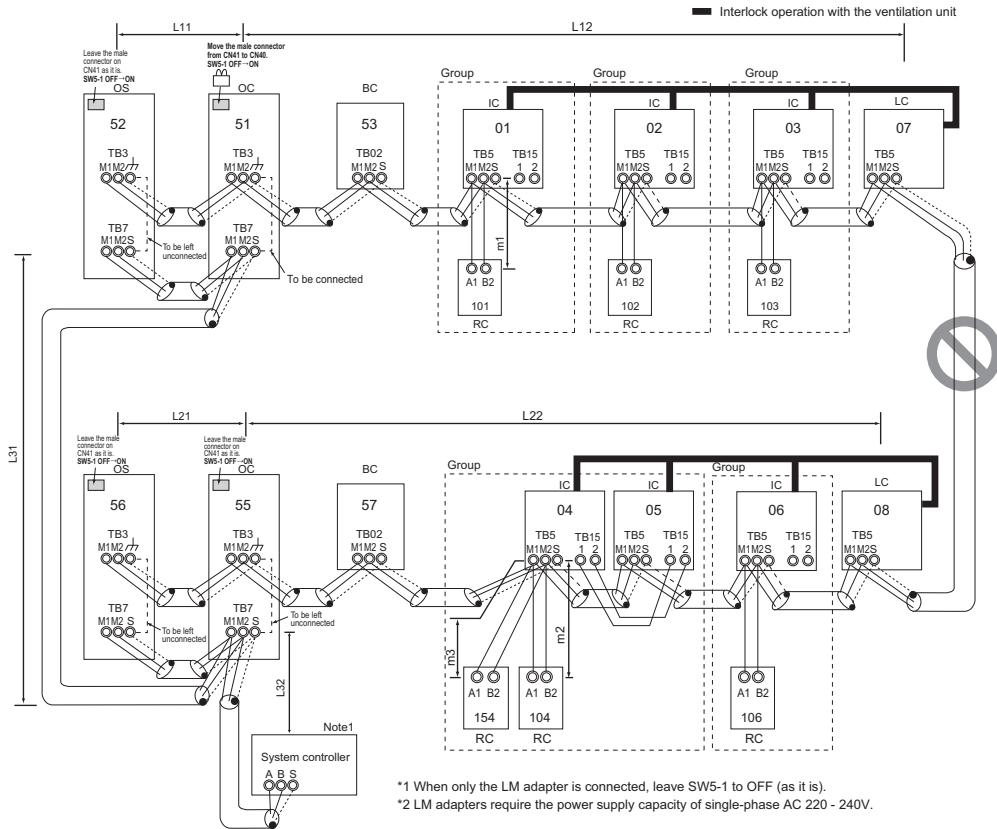 Interlock operation with the ventilation unit
L11
L12
Leave the male
connector on
CN41 as it is.
SW5-1 OFF→ON
Move the male connector
from CN41 to CN40.
SW5-1 OFF→ON
OS
OC
BC
Group
Group
Group
IC
IC
IC
LC
52
51
53
01
02
03
07
TB3
TB3
TB02
TB5
TB15
TB5
TB15
TB5
TB15
TB5
M1M2
M1M2
M1M2 S
M1M2S
1 2
M1M2S
1 2
M1M2S
1 2
M1M2S
TB7
TB7
M1M2 S
M1M2 S
To be left
unconnected
To be connected
m1
A1 B2
A1 B2
A1 B2
101
102
103
RC
RC
RC
L31
L21
L22
Leave the male
connector on
CN41 as it is.
SW5-1 OFF→ON
Leave the male
connector on
CN41 as it is.
SW5-1 OFF→ON
OS
OC
BC
Group
Group
IC
IC
IC
LC
56
55
57
04
05
06
08
TB3
TB3
TB02
TB5
TB15
TB5
TB15
TB5
TB15
TB5
M1M2
M1M2
M1M2 S
M1M2S
1 2
M1M2S
1 2
M1M2S
1 2
M1M2S
TB7
TB7
M1M2 S
M1M2 S
To be left
unconnected
To be left
unconnected
L32
m3
m2
A1 B2
A1 B2
A1 B2
154
104
106
RC
RC
RC
Note1
System controller
A B S
*1 When only the LM adapter is connected, leave SW5-1 to OFF (as it is).
*2 LM adapters require the power supply capacity of single-phase AC 220 - 240V.